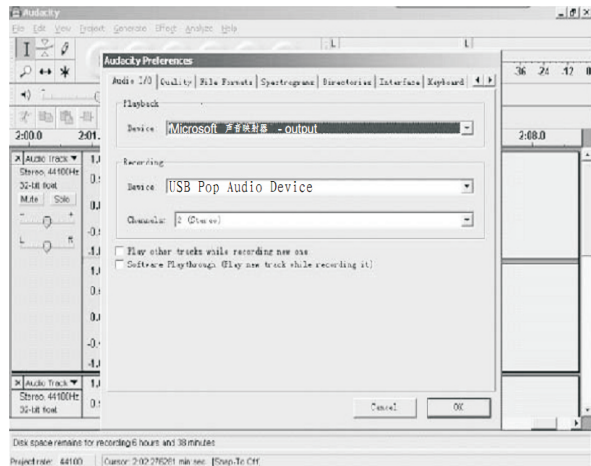 Audacity
File Edit View Project Generate Effect Analyze Help
L L
Audacity Preferences
Audio I/O Quality File Formats Spectrograms Directories Interface Keyboard
36 24 12 0
Playback
Device: Microsoft 声音映射器 - output
2:00.0 2:01. 2:08.0
Recording
Device: USB Pop Audio Device
Channels: 2 (Stereo)
Play other tracks while recording new one
Software Playthrough (Play new track while recording it)
Cancel OK
Audio Track
Stereo, 44100Hz
32-bit float
Mute Solo
- +
L R
Audio Track
Stereo, 44100Hz
32-bit float
Disk space remains for recording 6 hours and 38 minutes
Project rate: 44100 Cursor: 2:02.276281 min:sec [Snap-To Off]